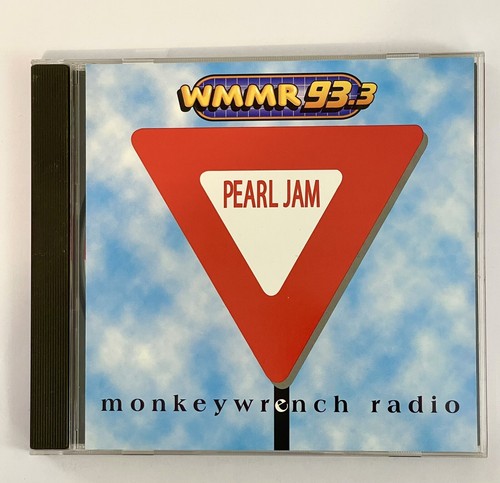 WMMR 93.3
PEARL JAM
monkeywrench radio